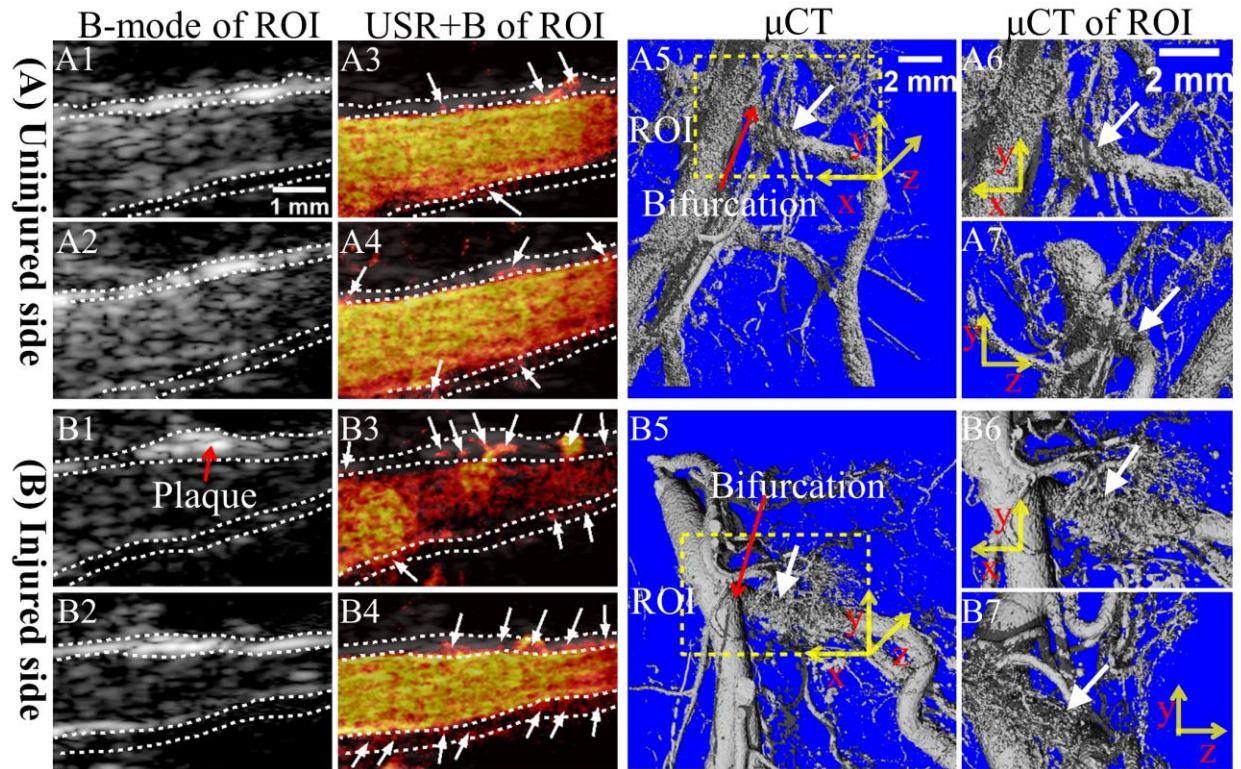 B-mode of ROI USR+B of ROI μCT μCT of ROI
(A) Uninjured side
A1 A3 A5 A6
2 mm 2 mm
ROI
y
z
x
y
x
1 mm
Bifurcation
A2 A4 A7
y
z
(B) Injured side
B1 B3 B5 B6
Plaque
Bifurcation
y
x
ROI
B2 B4 B7
y
z
x
y
z